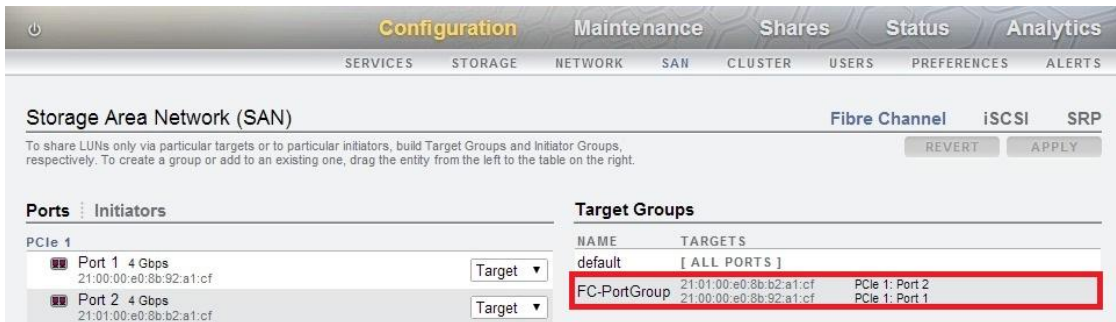 Configuration Maintenance Shares Status Analytics
SERVICES STORAGE NETWORK SAN CLUSTER USERS PREFERENCES ALERTS
Storage Area Network (SAN)
Fibre Channel iSCSI SRP
To share LUNs only via particular targets or to particular initiators, build Target Groups and Initiator Groups,
respectively. To create a group or add to an existing one, drag the entity from the left to the table on the right.
REVERT APPLY
Ports Initiators
PCIe 1
Port 1 4 Gbps
21:00:00:e0:8b:92:a1:cf
Target
Port 2 4 Gbps
21:01:00:e0:8b:b2:a1:cf
Target
Target Groups
NAME TARGETS
default [ ALL PORTS ]
FC-PortGroup
21:01:00:e0:8b:b2:a1:cf PCIe 1: Port 2
21:00:00:e0:8b:92:a1:cf PCIe 1: Port 1